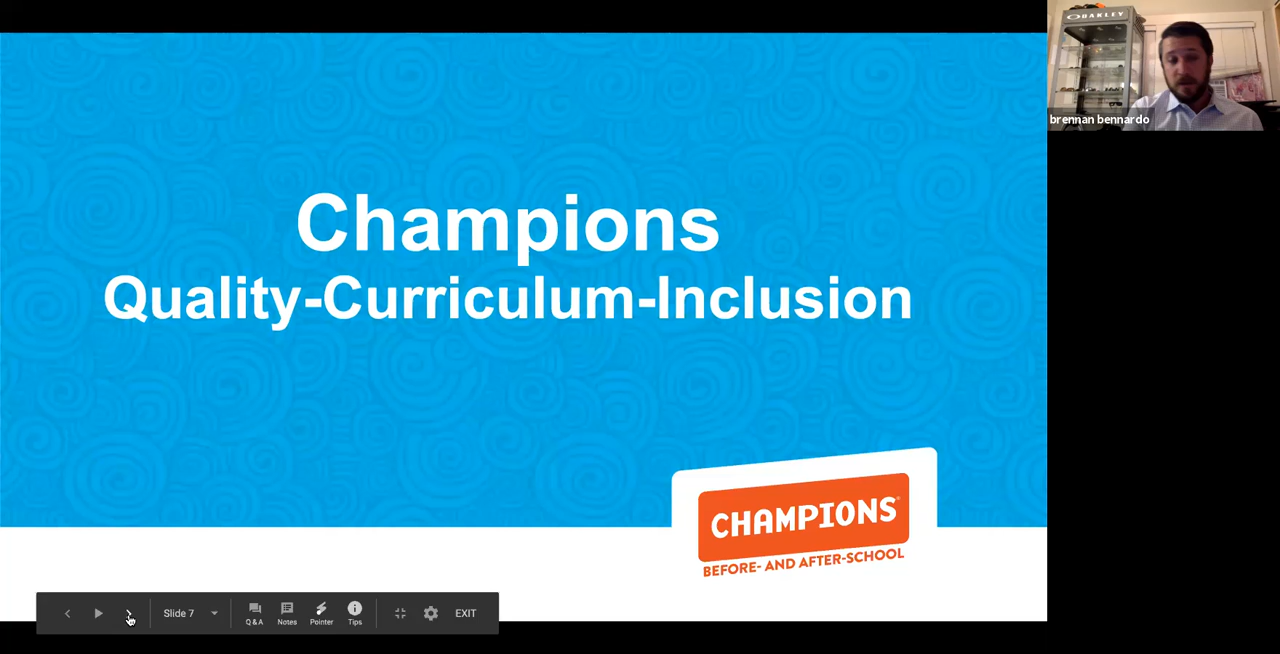 OAKLEY
brennan bennardo
Champions
Quality-Curriculum-Inclusion
CHAMPIONS®
BEFORE- AND AFTER-SCHOOL
Slide 7
Q & A
Notes
Pointer
Tips
EXIT